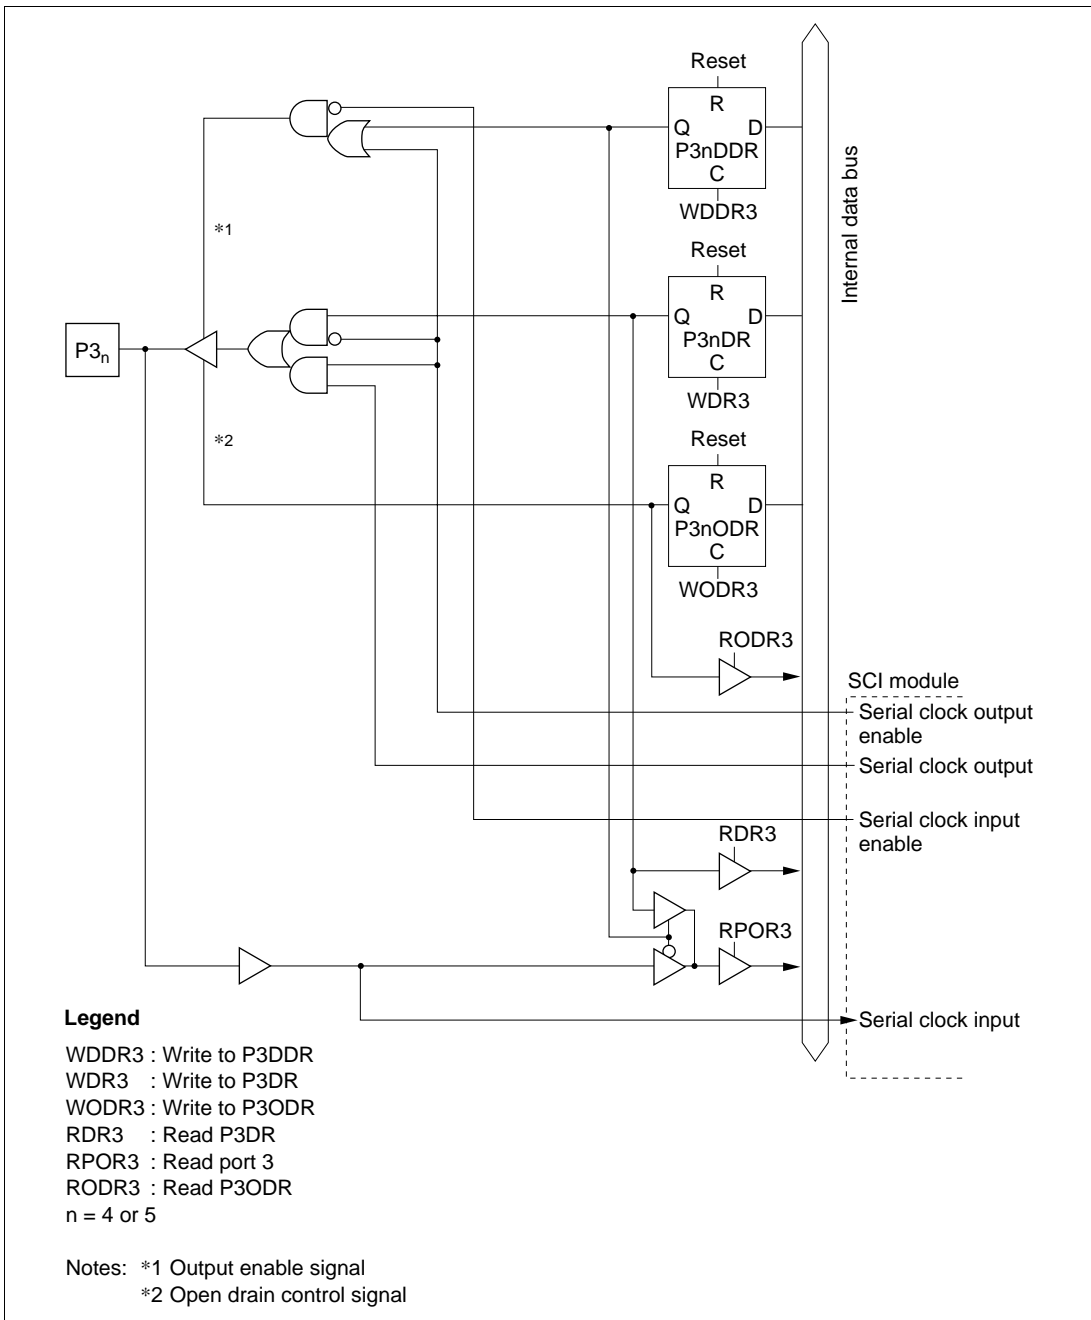 Reset
R
Q D
P3nDDR
C
WDDR3
Internal data bus
*1
Reset
R
Q D
P3nDR
C
WDR3
P3n
*2
Reset
R
Q D
P3nODR
C
WODR3
RODR3
SCI module
Serial clock output
enable
Serial clock output
Serial clock input
enable
RDR3
RPOR3
Serial clock input
Legend
WDDR3 : Write to P3DDR
WDR3 : Write to P3DR
WODR3 : Write to P3ODR
RDR3 : Read P3DR
RPOR3 : Read port 3
RODR3 : Read P3ODR
n = 4 or 5
Notes: *1 Output enable signal
*2 Open drain control signal